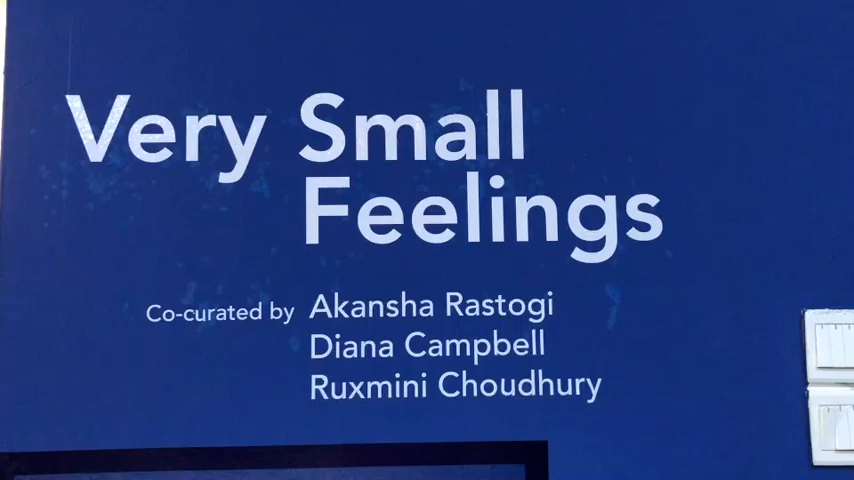 Very Small
Feelings
Co-curated by Akansha Rastogi
Diana Campbell
Ruxmini Choudhury